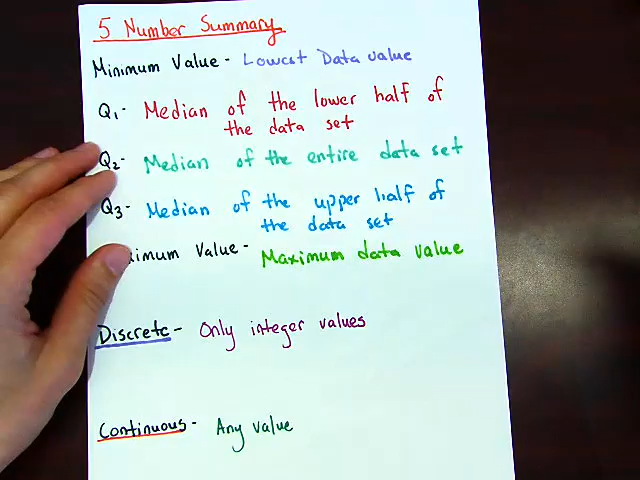 5 Number Summary
Minimum Value - Lowest Data value
Q1- Median of the lower half of
the data set
Q2- Median of the entire data set
Q3- Median of the upper half of
the data set
Value - Maximum data value
Discrete - Only integer values
Continuous - Any value